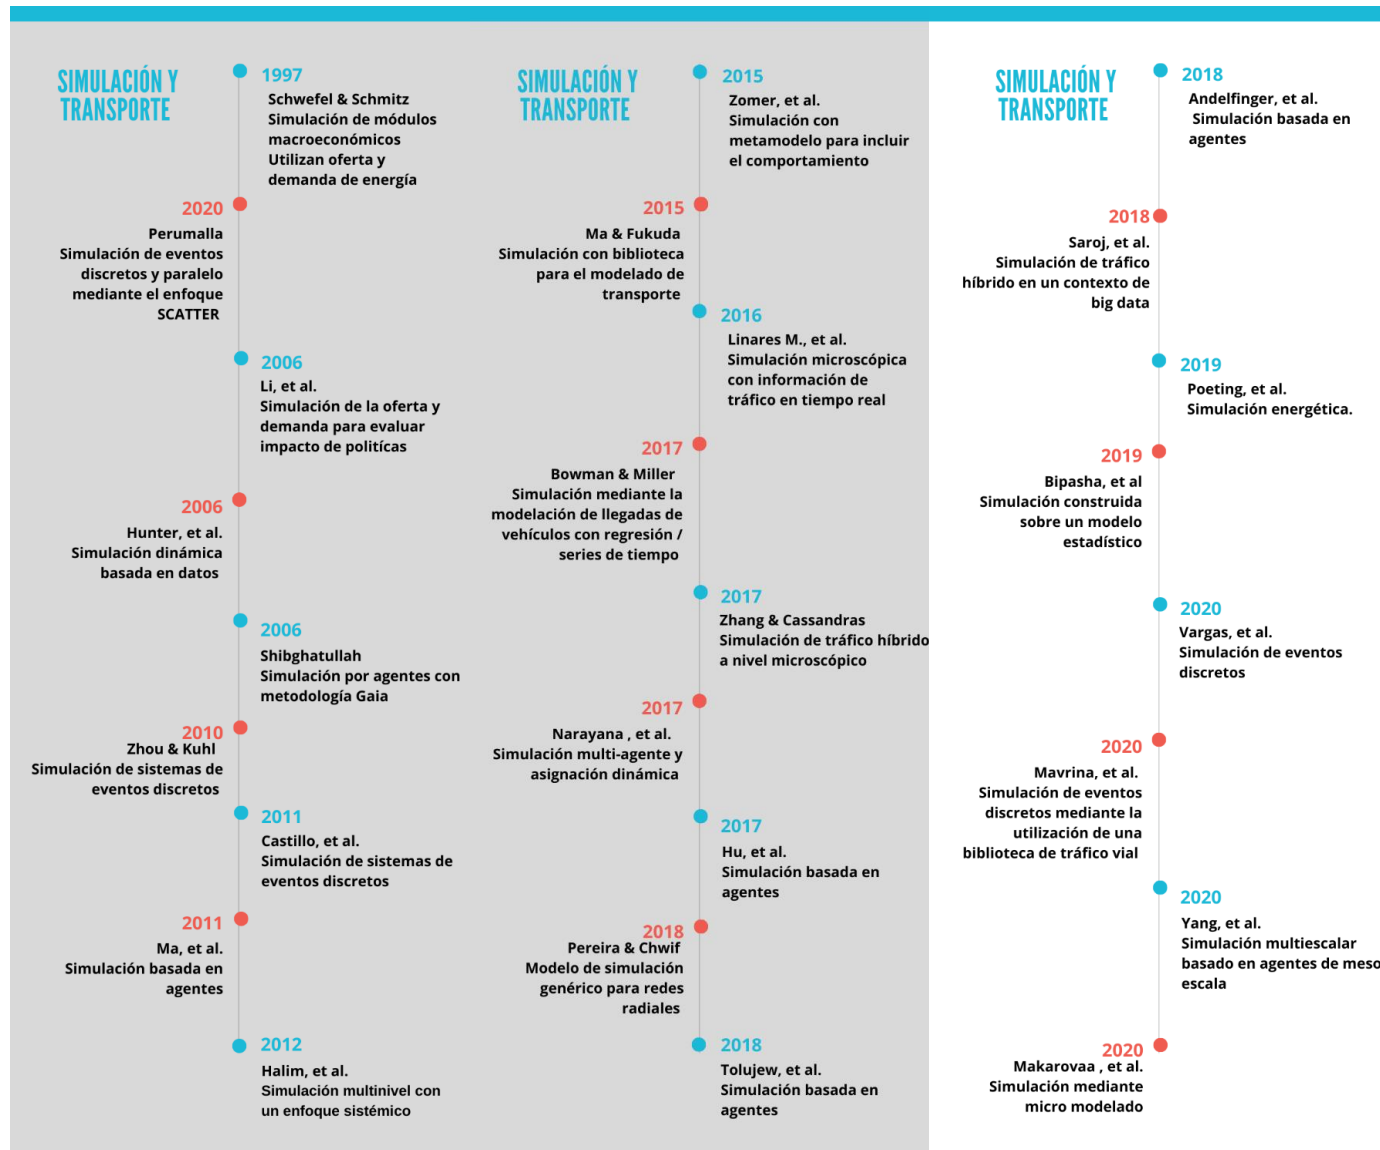 SIMULACIÓN Y
TRANSPORTE
1997
Schwefel & Schmitz
Simulación de módulos
macroeconómicos
Utilizan oferta y
demanda de energía
2020
Perumalla
Simulación de eventos
discretos y paralelo
mediante el enfoque
SCATTER
2006
Li, et al.
Simulación de la oferta y
demanda para evaluar
impacto de politícas
2006
Hunter, et al.
Simulación dinámica
basada en datos
2006
Shibghatullah
Simulación por agentes con
metodología Gaia
2010
Zhou & Kuhl
Simulación de sistemas de
eventos discretos
2011
Castillo, et al.
Simulación de sistemas de
eventos discretos
2011
Ma, et al.
Simulación basada en
agentes
2012
Halim, et al.
Simulación multinivel con
un enfoque sistémico
SIMULACIÓN Y
TRANSPORTE
2015
Zomer, et al.
Simulación con
metamodelo para incluir
el comportamiento
2015
Ma & Fukuda
Simulación con biblioteca
para el modelado de
transporte
2016
Linares M., et al.
Simulación microscópica
con información de
tráfico en tiempo real
2017
Bowman & Miller
Simulación mediante la
modelación de llegadas de
vehículos con regresión /
series de tiempo
2017
Zhang & Cassandras
Simulación de tráfico híbrido
a nivel microscópico
2017
Narayana , et al.
Simulación multi-agente y
asignación dinámica
2017
Hu, et al.
Simulación basada en
agentes
2018
Pereira & Chwif
Modelo de simulación
genérico para redes
radiales
2018
Tolujew, et al.
Simulación basada en
agentes
SIMULACIÓN Y
TRANSPORTE
2018
Andelfinger, et al.
Simulación basada en
agentes
2018
Saroj, et al.
Simulación de tráfico
híbrido en un contexto de
big data
2019
Poeting, et al.
Simulación energética.
2019
Bipasha, et al
Simulación construida
sobre un modelo
estadístico
2020
Vargas, et al.
Simulación de eventos
discretos
2020
Mavrina, et al.
Simulación de eventos
discretos mediante la
utilización de una
biblioteca de tráfico vial
2020
Yang, et al.
Simulación multiescalar
basado en agentes de meso
escala
2020
Makarovaa , et al.
Simulación mediante
micro modelado